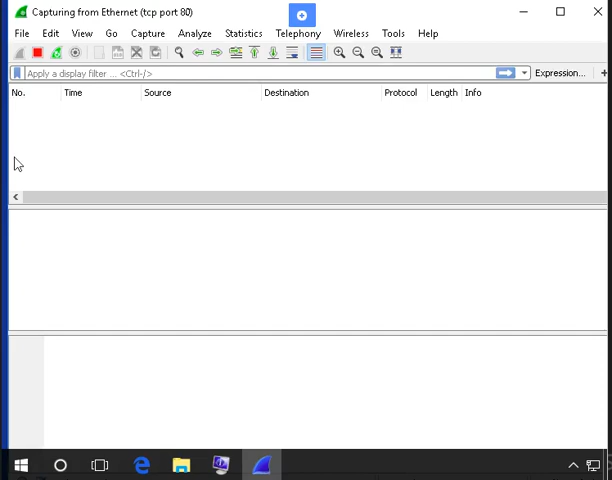 Capturing from Ethernet (tcp port 80)
File Edit View Go Capture Analyze Statistics Telephony Wireless Tools Help
Apply a display filter ... <Ctrl-/> Expression... +
No. Time Source Destination Protocol Length Info